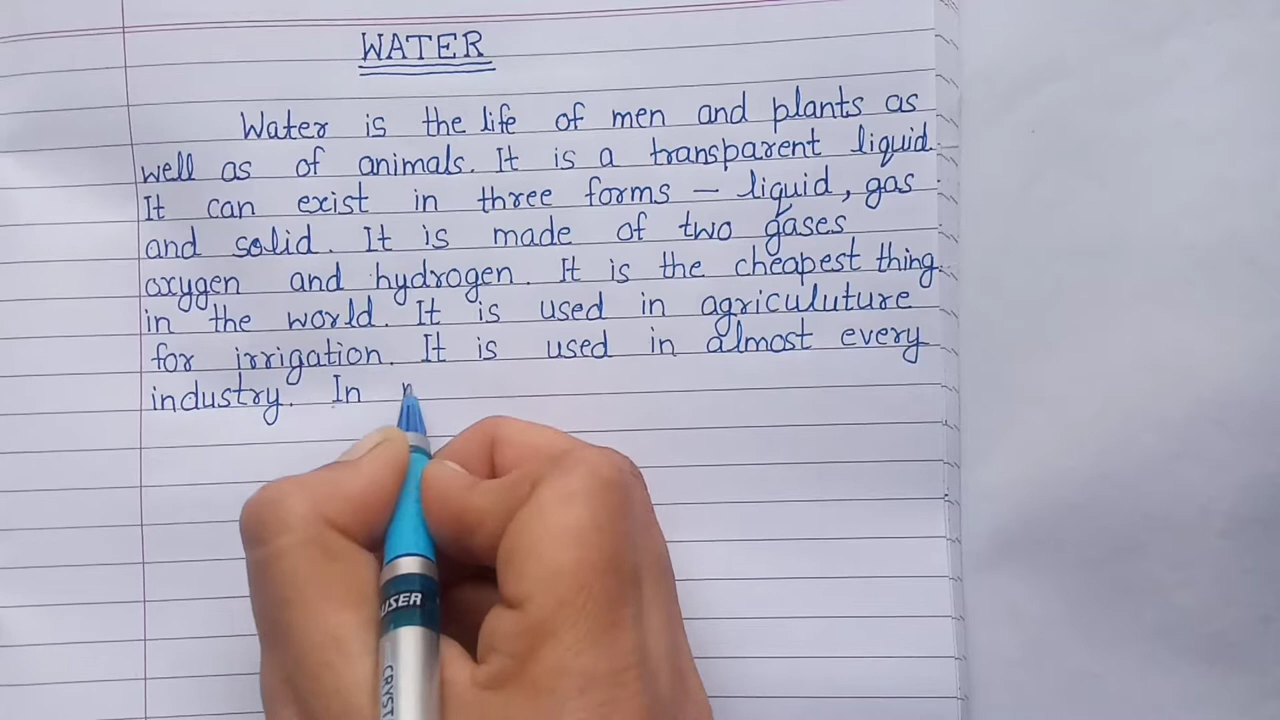 WATER
Water is the life of men and plants as
well as of animals. It is a transparent liquid.
It can exist in three forms – liquid, gas
and solid. It is made of two gases
oxygen and hydrogen. It is the cheapest thing
in the world. It is used in agricluture
for irrigation. It is used in almost every
industry. In
USER
CRYST